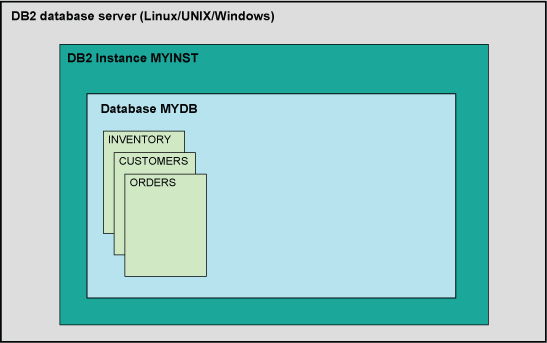 DB2 database server (Linux/UNIX/Windows)
DB2 Instance MYINST
Database MYDB
INVENTORY
CUSTOMERS
ORDERS